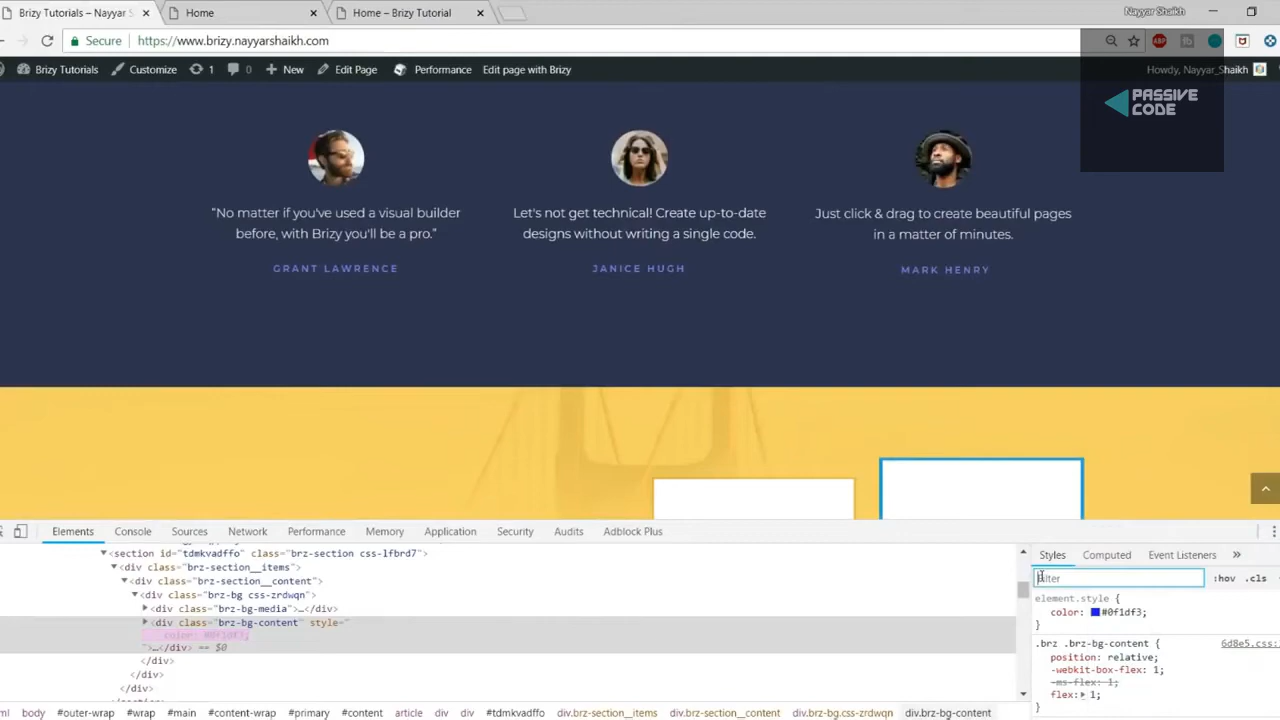 Brizy Tutorials – Nayyar S
Home
Home – Brizy Tutorial
Nayyar Shaikh
Secure
https://www.brizy.nayyarshaikh.com
ABP
Brizy Tutorials
Customize
1
0
New
Edit Page
Performance
Edit page with Brizy
Howdy, Nayyar_Shaikh
PASSIVE
CODE
"No matter if you've used a visual builder
before, with Brizy you'll be a pro."
GRANT LAWRENCE
Let's not get technical! Create up-to-date
designs without writing a single code.
JANICE HUGH
Just click & drag to create beautiful pages
in a matter of minutes.
MARK HENRY
Elements
Console
Sources
Network
Performance
Memory
Application
Security
Audits
Adblock Plus
<section id="tdmkvadffo" class="brz-section css-lfbrd7">
<div class="brz-section__items">
<div class="brz-section__content">
<div class="brz-bg css-zrdwqn">
<div class="brz-bg-media">…</div>
<div class="brz-bg-content" style="
color: #0f1df3;
">…</div> == $0
</div>
</div>
</div>
Styles
Computed
Event Listeners
»
Filter
:hov
.cls
element.style {
color: #0f1df3;
}
.brz .brz-bg-content {
6d8e5.css:
position: relative;
-webkit-box-flex: 1;
-ms-flex: 1;
flex: 1;
}
ml
body
#outer-wrap
#wrap
#main
#content-wrap
#primary
#content
article
div
div
#tdmkvadffo
div.brz-section__items
div.brz-section__content
div.brz-bg.css-zrdwqn
div.brz-bg-content